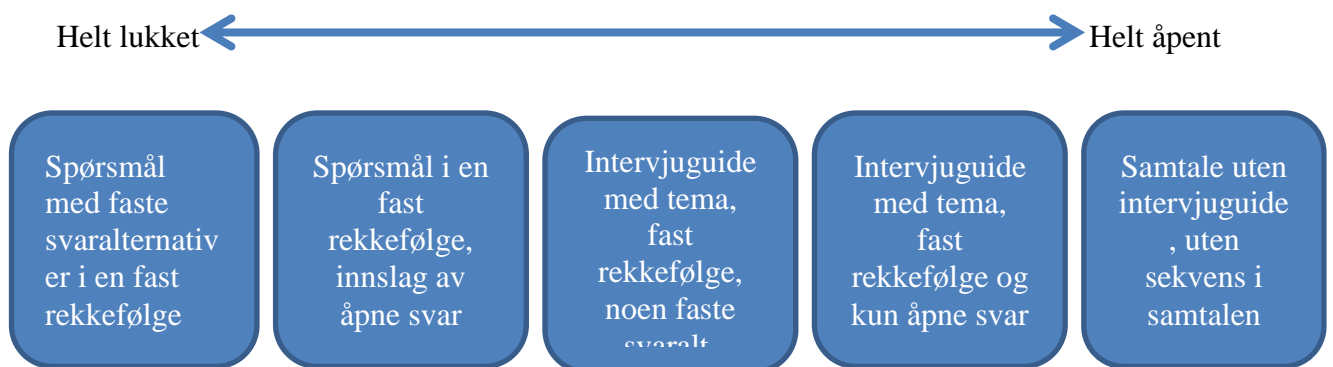 Helt lukket
Helt åpent
Spørsmål
med faste
svaralternativ
er i en fast
rekkefølge
Spørsmål i en
fast
rekkefølge,
innslag av
åpne svar
Intervjuguide
med tema,
fast
rekkefølge,
noen faste
svaralt
Intervjuguide
med tema,
fast
rekkefølge og
kun åpne svar
Samtale uten
intervjuguide
, uten
sekvens i
samtalen